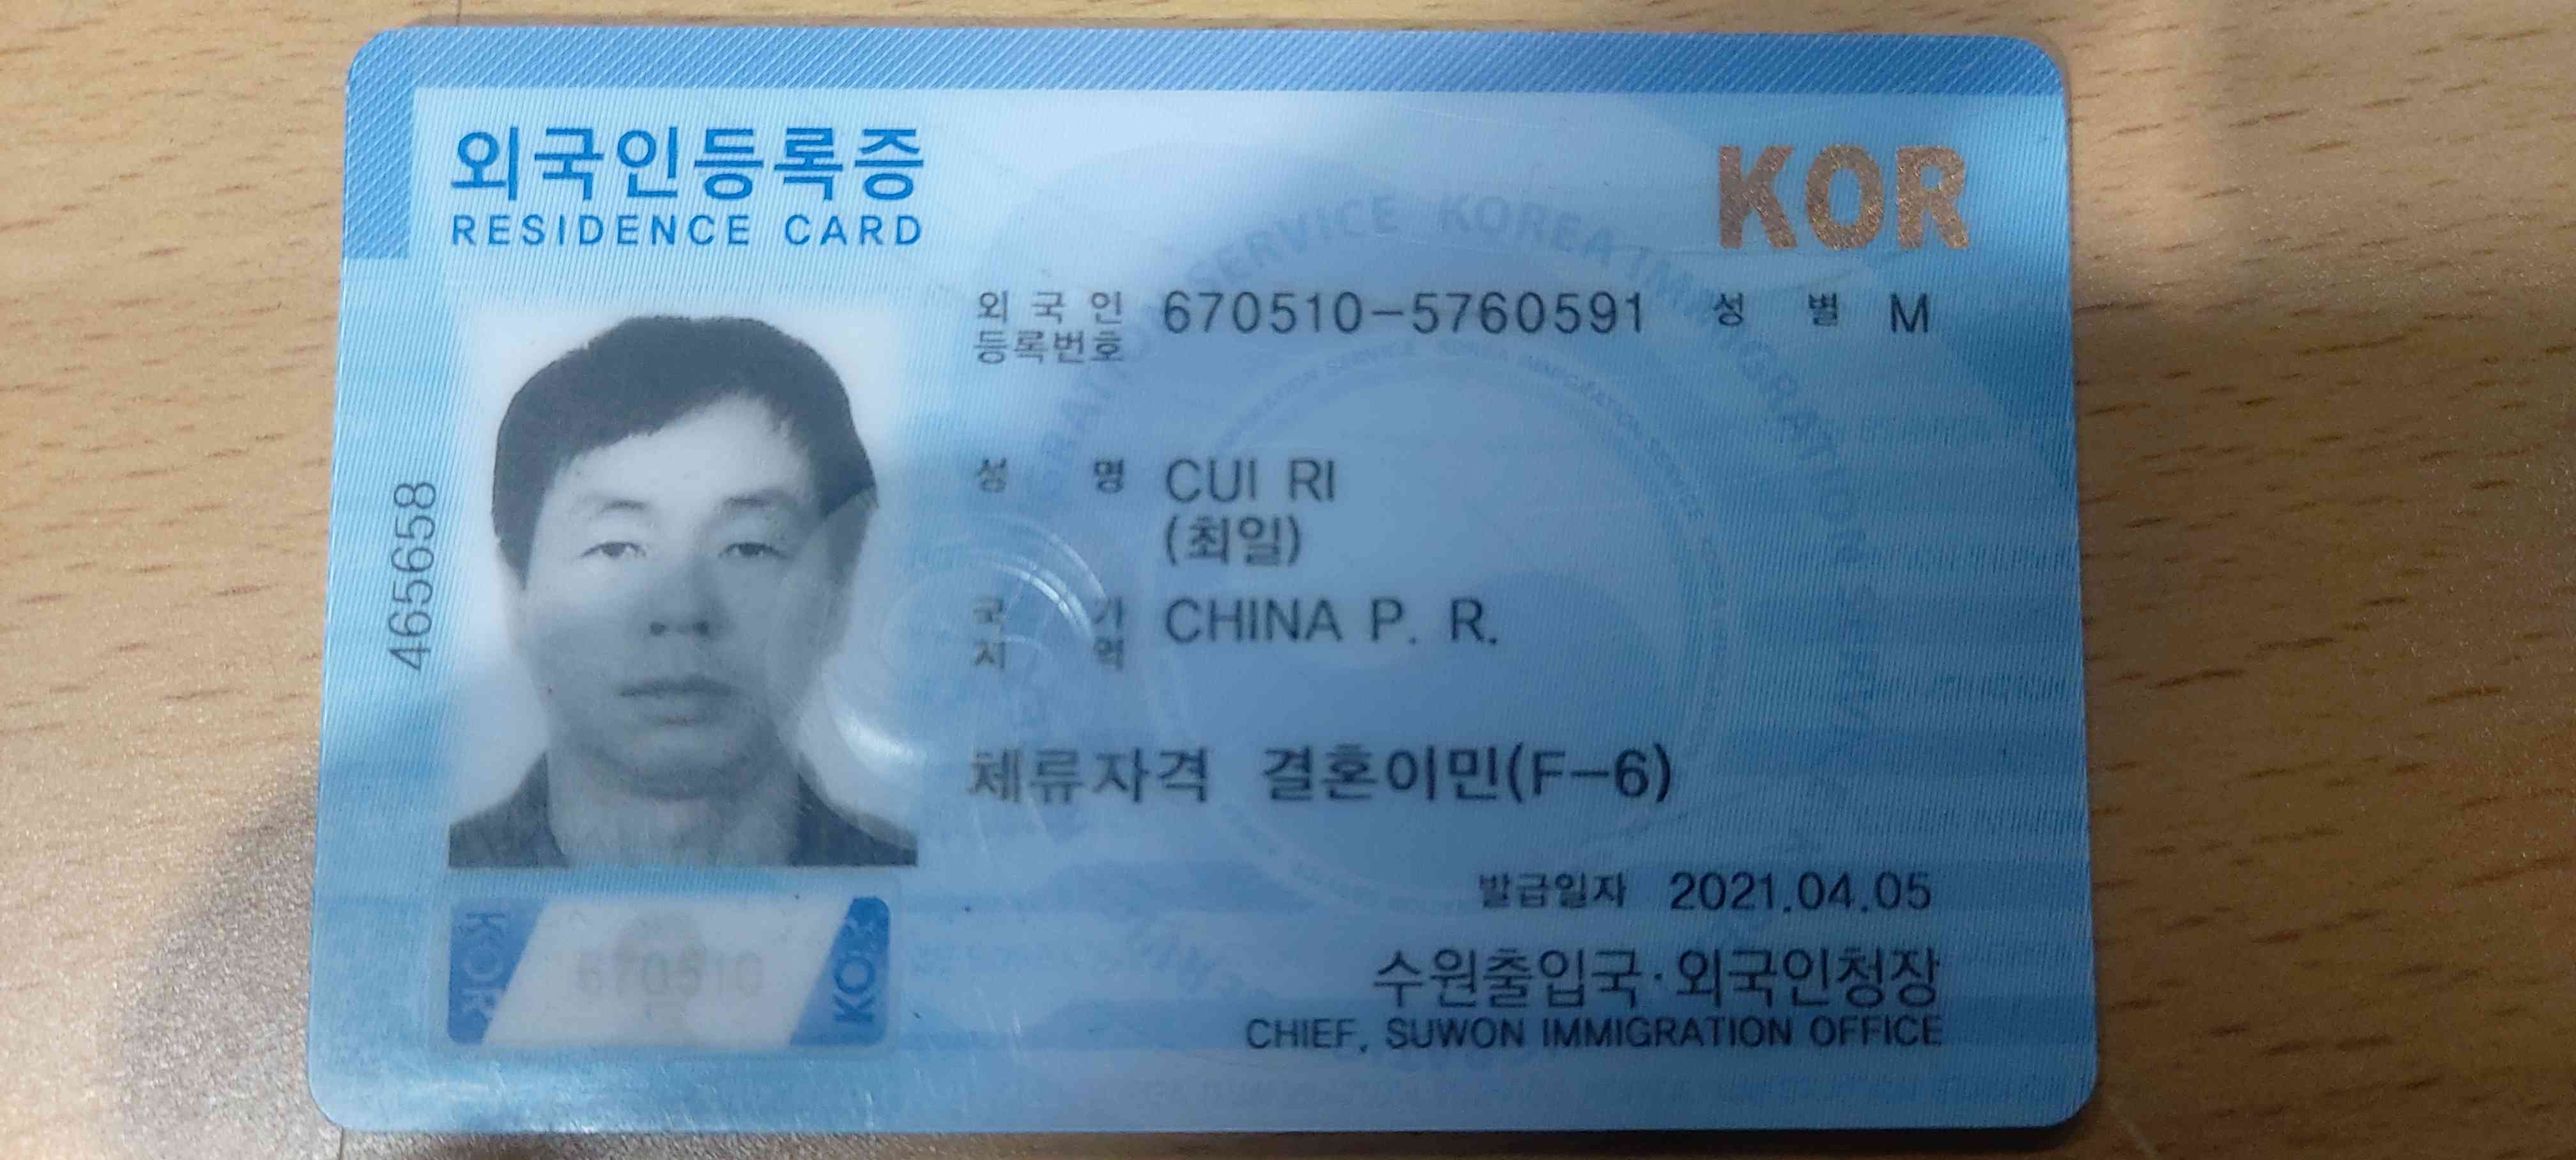 외국인등록증
RESIDENCE CARD
KOR
외국인
등록번호 670510-5760591 성별 M
성명 CUI RI
(최일)
국가
지역 CHINA P. R.
체류자격 결혼이민(F-6)
465658
발급일자 2021.04.05
수원출입국·외국인청장
CHIEF, SUWON IMMIGRATION OFFICE
KOR 670510 KOR